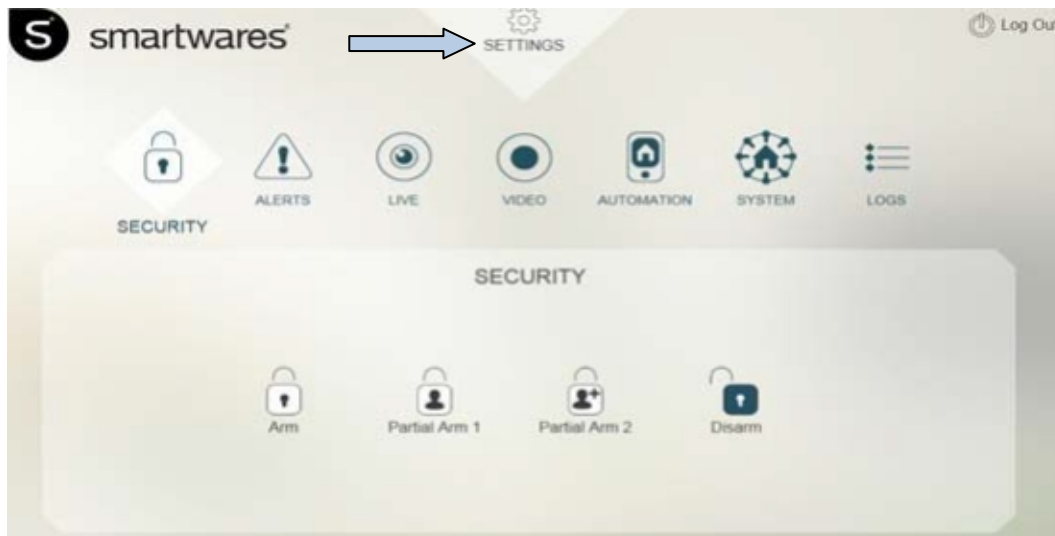 S smartwares
SETTINGS
Log Ou
SECURITY
ALERTS
LIVE
VIDEO
AUTOMATION
SYSTEM
LOGS
SECURITY
Arm
Partial Arm 1
Partial Arm 2
Disarm